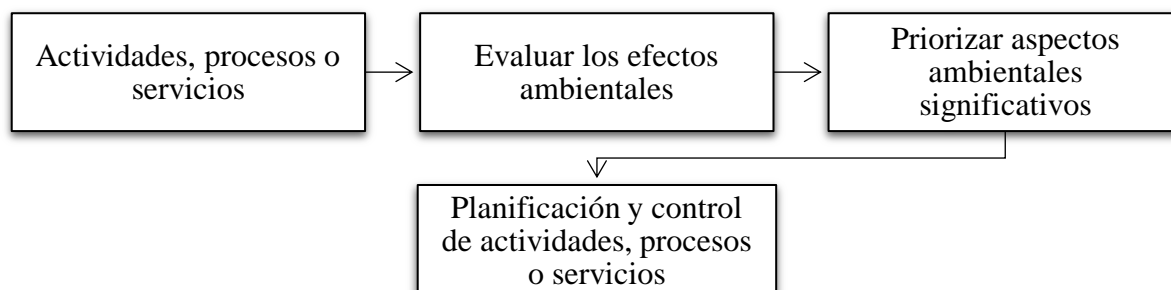 Actividades, procesos o
servicios
Evaluar los efectos
ambientales
Priorizar aspectos
ambientales
significativos
Planificación y control
de actividades, procesos
o servicios